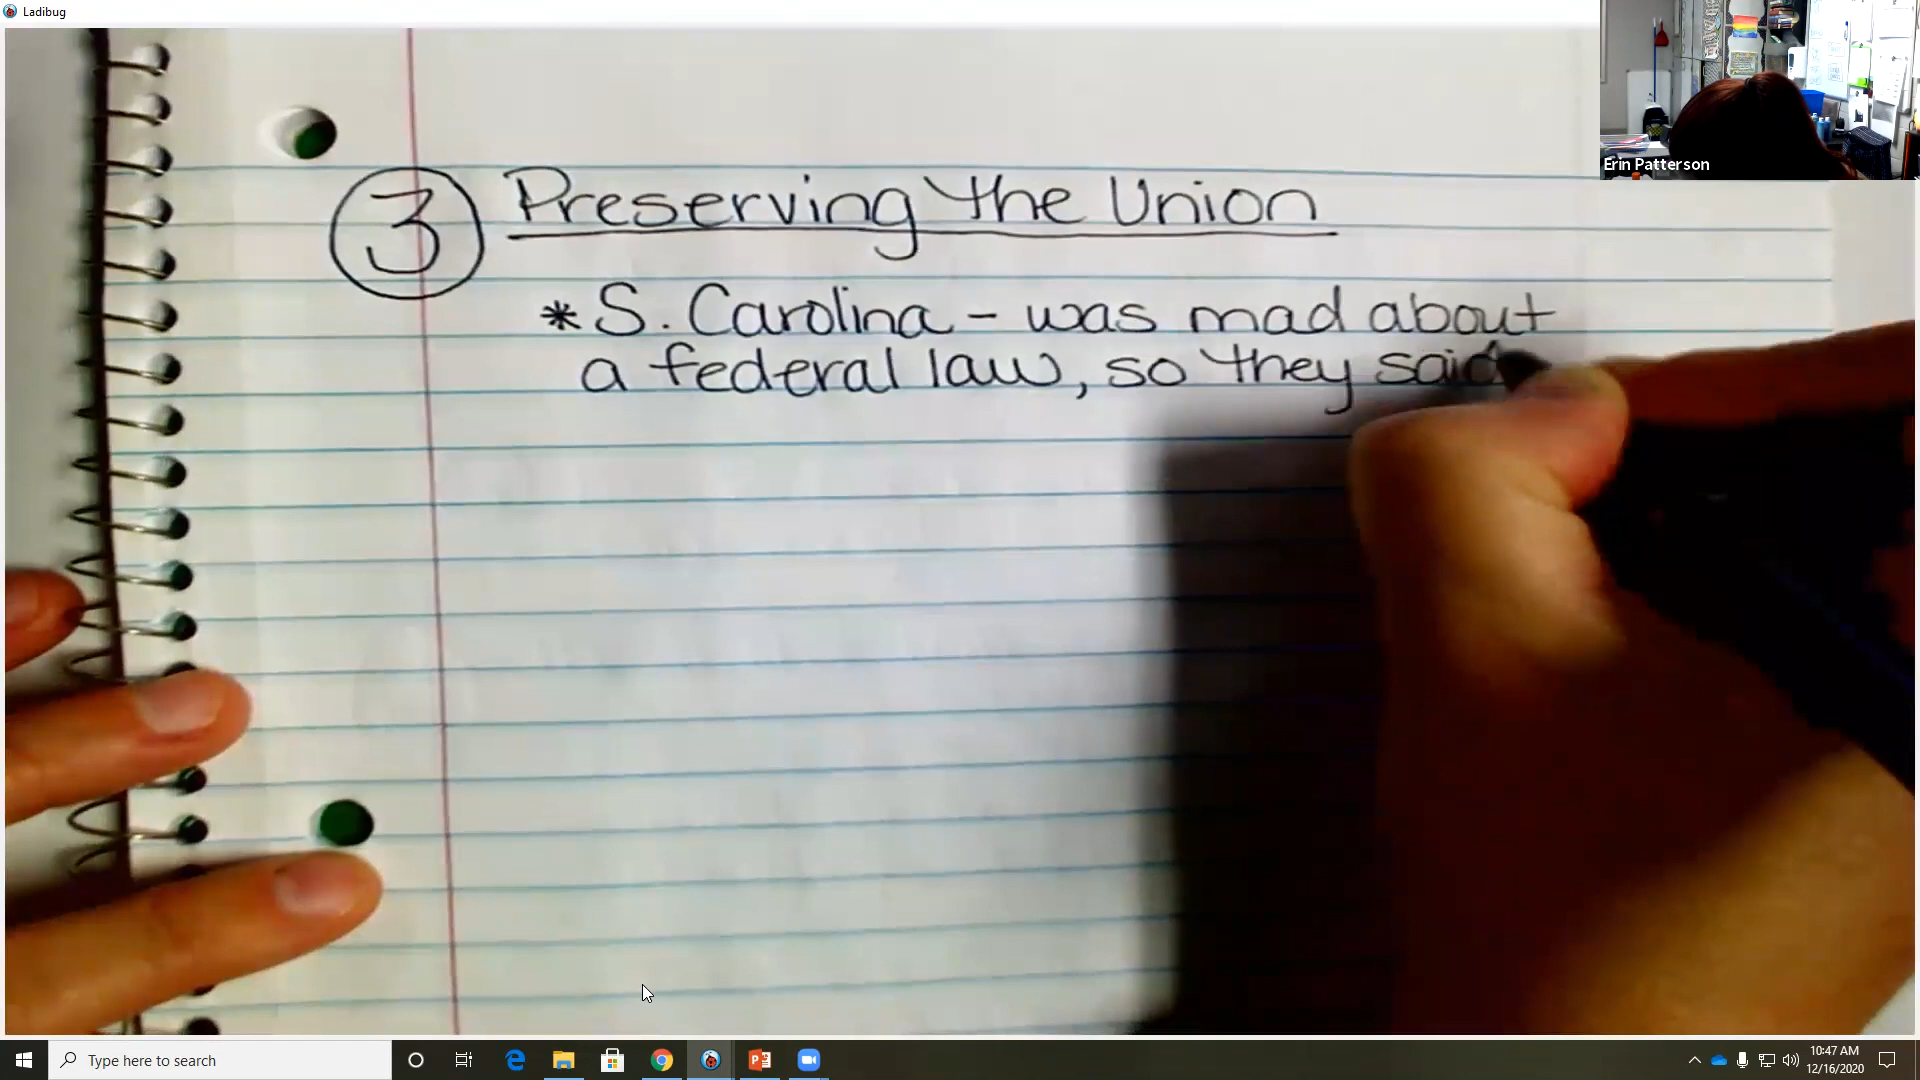 Ladibug
Erin Patterson
3 Preserving the Union
* S. Carolina - was mad about
a federal law, so they said
Type here to search
10:47 AM
12/16/2020